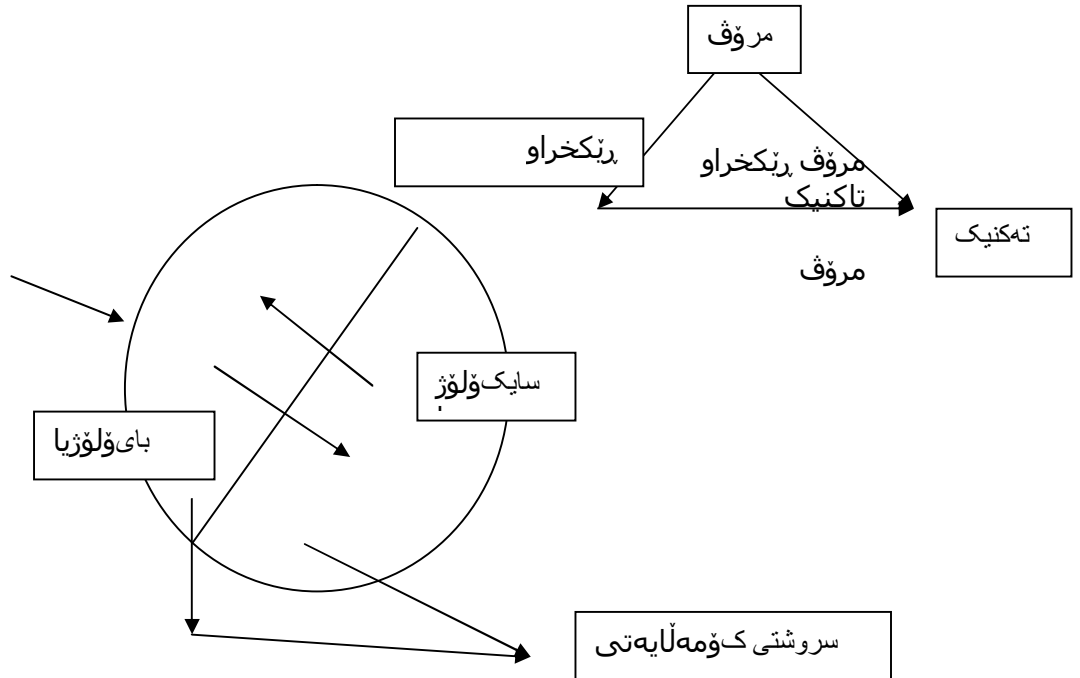 مرۆڤ
ڕێکخراو
مرۆڤ ڕێکخراو
تاکنیک
تەکنیک
مرۆڤ
سایکۆلۆژ
بایۆلۆژیا
سروشتی کۆمەڵایەتی